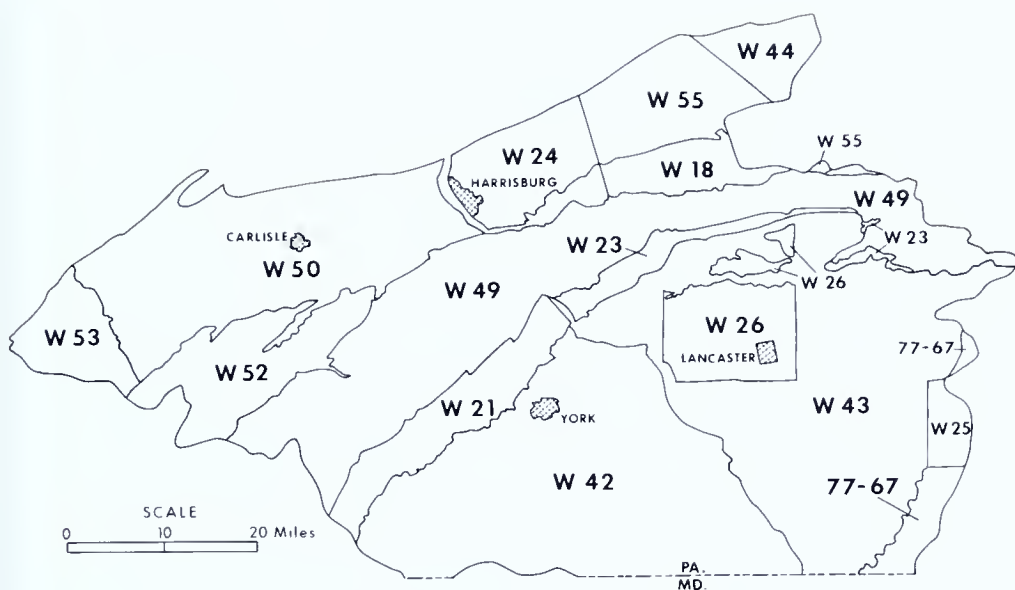 W 44
W 55
W 55
W 24
W 18
HARRISBURG
W 49
CARLISLE
W 23
W 23
W 50
W 26
W 49
W 26
W 53
LANCASTER
77-67
W 52
W 21
W 43
YORK
W 25
W 42
77-67
SCALE
0 10 20 Miles
PA.
MD.